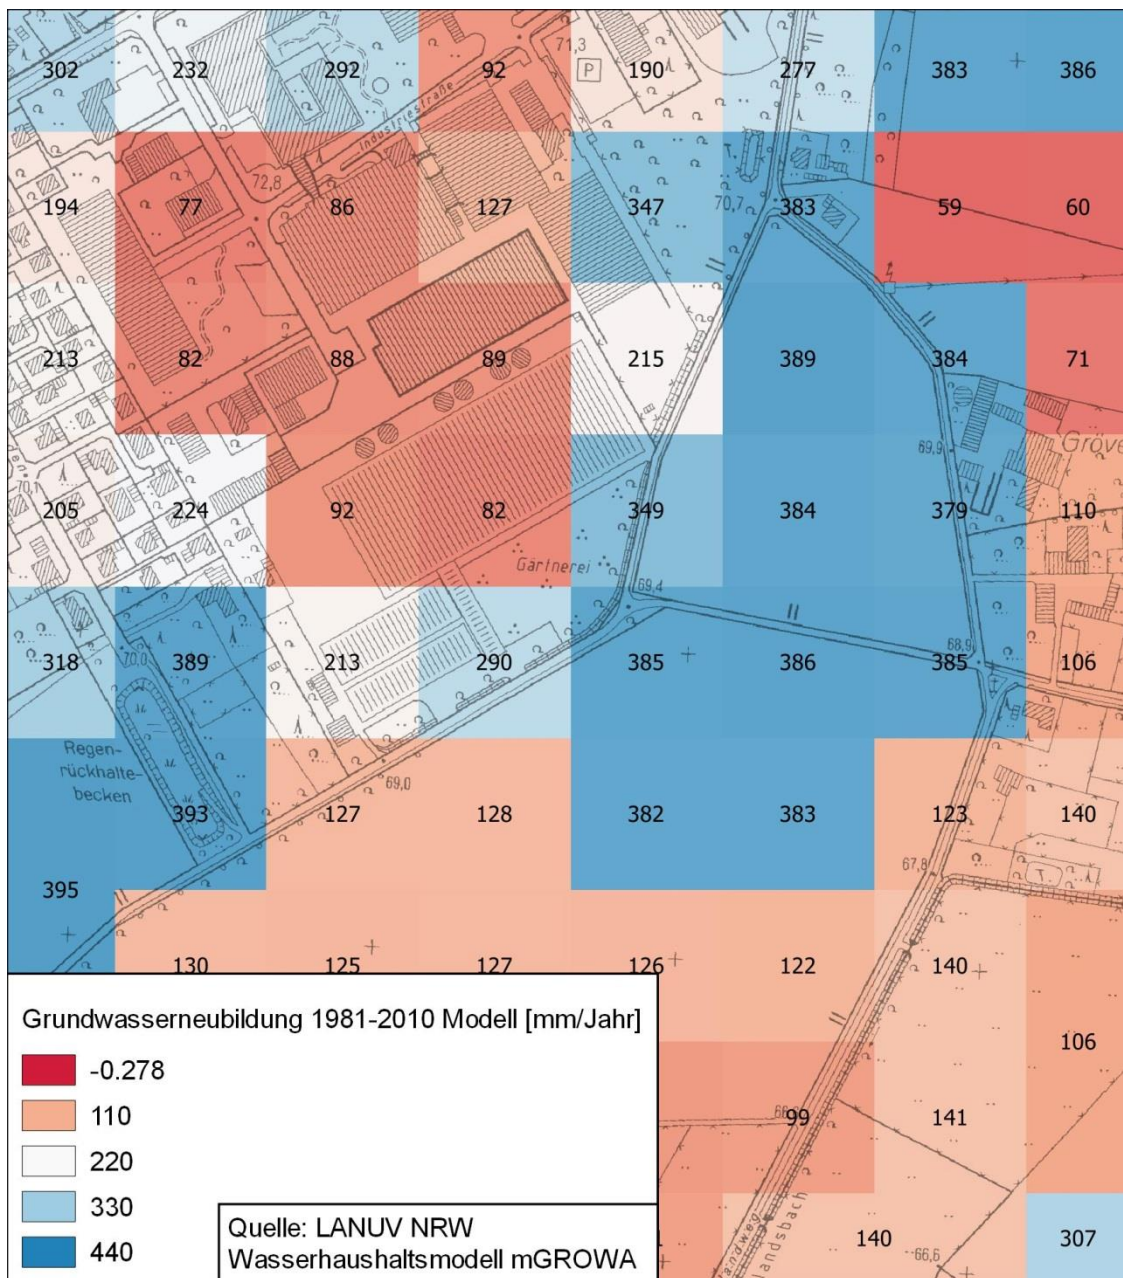 71,3
302 232 292 92 190 277 383 386
P
Industriestraße
72,8
194 77 86 127 347 383 59 60
70,7
213 82 88 89 215 389 384 71
69,9
70,1
205 224 92 82 349 384 379 110
Gärtnerei
69,4
68,9
318 389 213 290 385 386 385 106
70,0
Regen-
rückhalte-
becken
69,0
393 127 128 382 383 123 140
67,8
T.
395
130 125 127 126 122 140
106
99 141
140 307
66,6
landsbach
Grundwasserneubildung 1981-2010 Modell [mm/Jahr]
-0.278
110
220
330
440
Quelle: LANUV NRW
Wasserhaushaltsmodell mGROWA